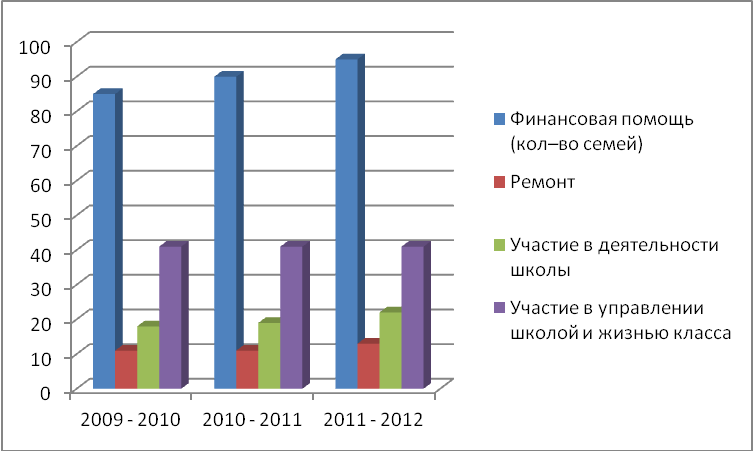 100
90
80
70
60
50
40
30
20
10
0
2009 - 2010 2010 - 2011 2011 - 2012
Финансовая помощь
(кол–во семей)
Ремонт
Участие в деятельности
школы
Участие в управлении
школой и жизнью класса